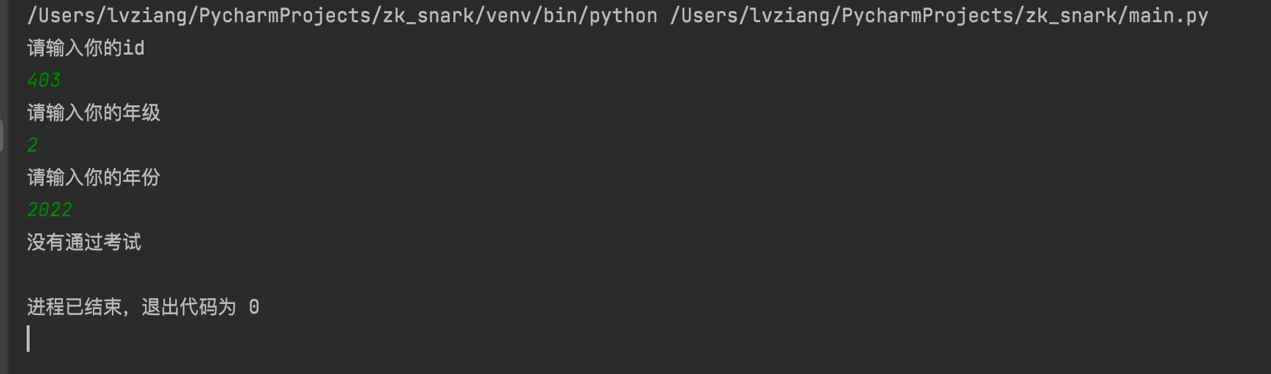 /Users/lvziang/PycharmProjects/zk_snark/venv/bin/python /Users/lvziang/PycharmProjects/zk_snark/main.py
请输入你的id
403
请输入你的年级
2
请输入你的年份
2022
没有通过考试
进程已结束，退出代码为 0